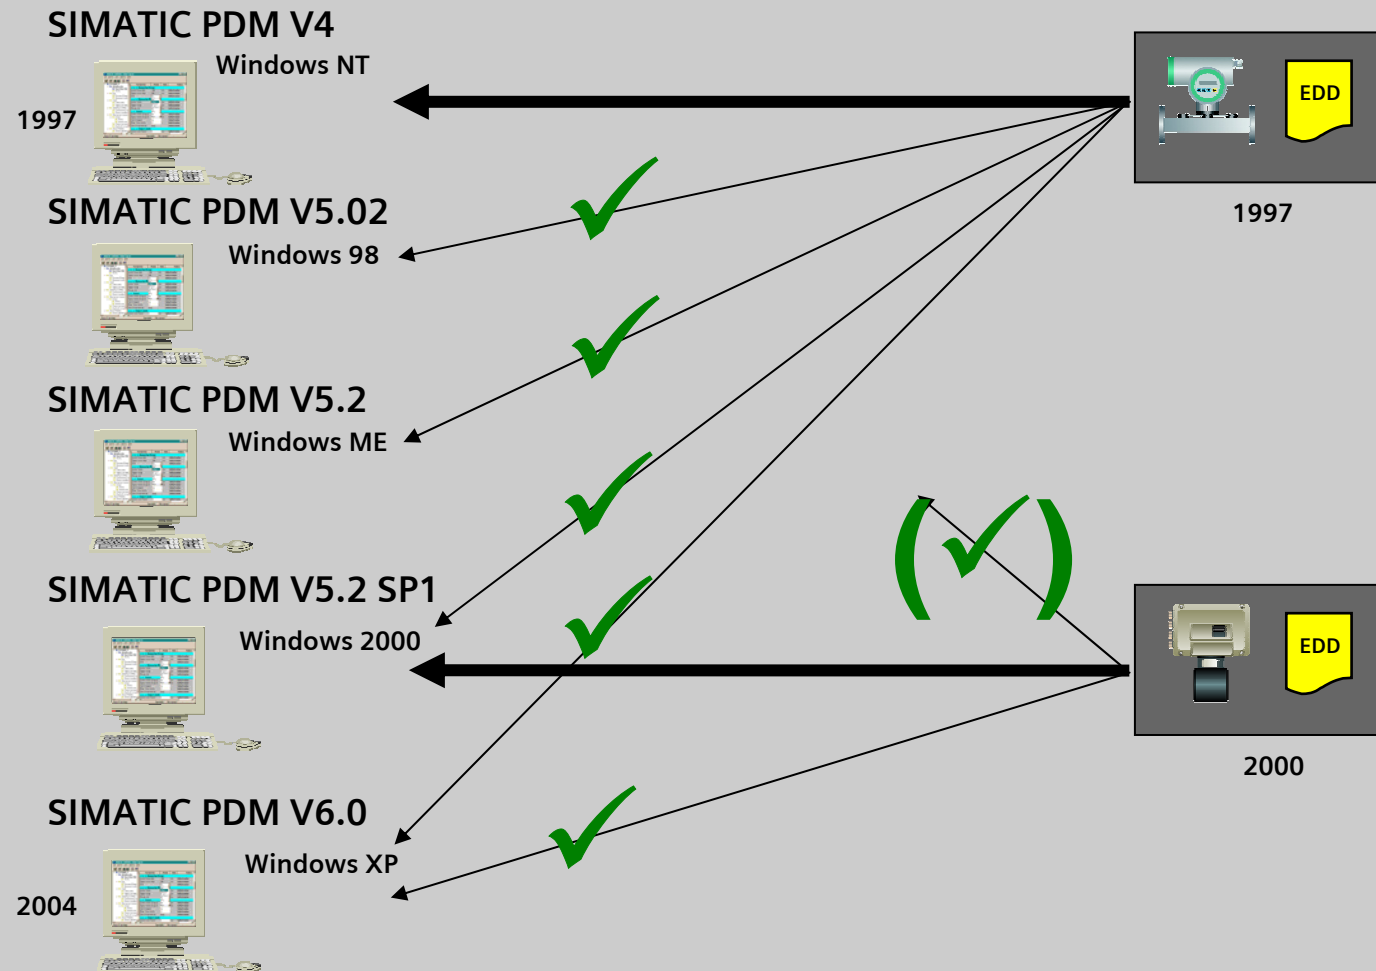 SIMATIC PDM V4
Windows NT
1997
EDD
1997
SIMATIC PDM V5.02
Windows 98
SIMATIC PDM V5.2
Windows ME
SIMATIC PDM V5.2 SP1
Windows 2000
EDD
2000
SIMATIC PDM V6.0
Windows XP
2004